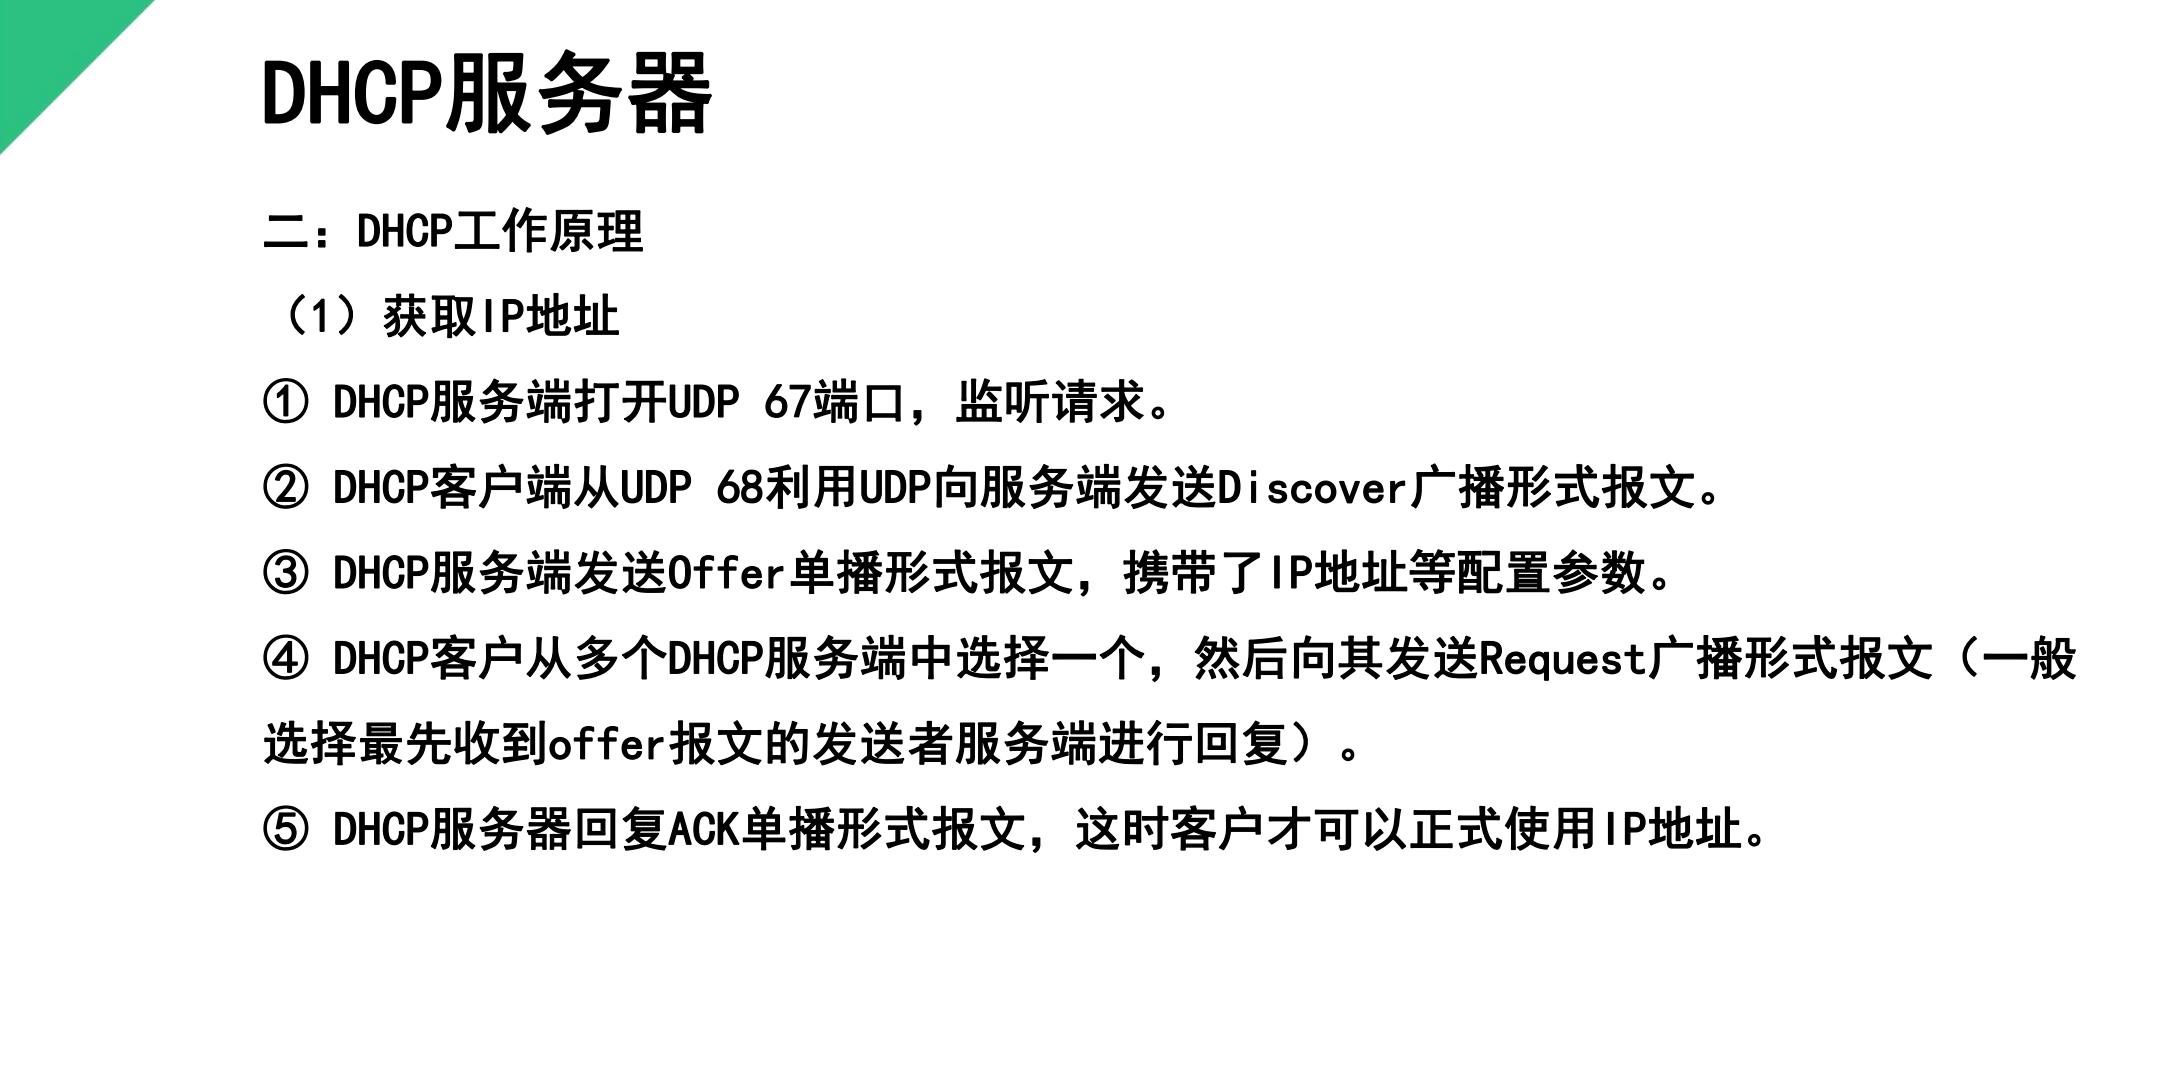 DHCP服务器
二：DHCP工作原理
（1）获取IP地址
① DHCP服务端打开UDP 67端口，监听请求。
② DHCP客户端从UDP 68利用UDP向服务端发送Discover广播形式报文。
③ DHCP服务端发送Offer单播形式报文，携带了IP地址等配置参数。
④ DHCP客户从多个DHCP服务端中选择一个，然后向其发送Request广播形式报文（一般
选择最先收到offer报文的发送者服务端进行回复）。
⑤ DHCP服务器回复ACK单播形式报文，这时客户才可以正式使用IP地址。